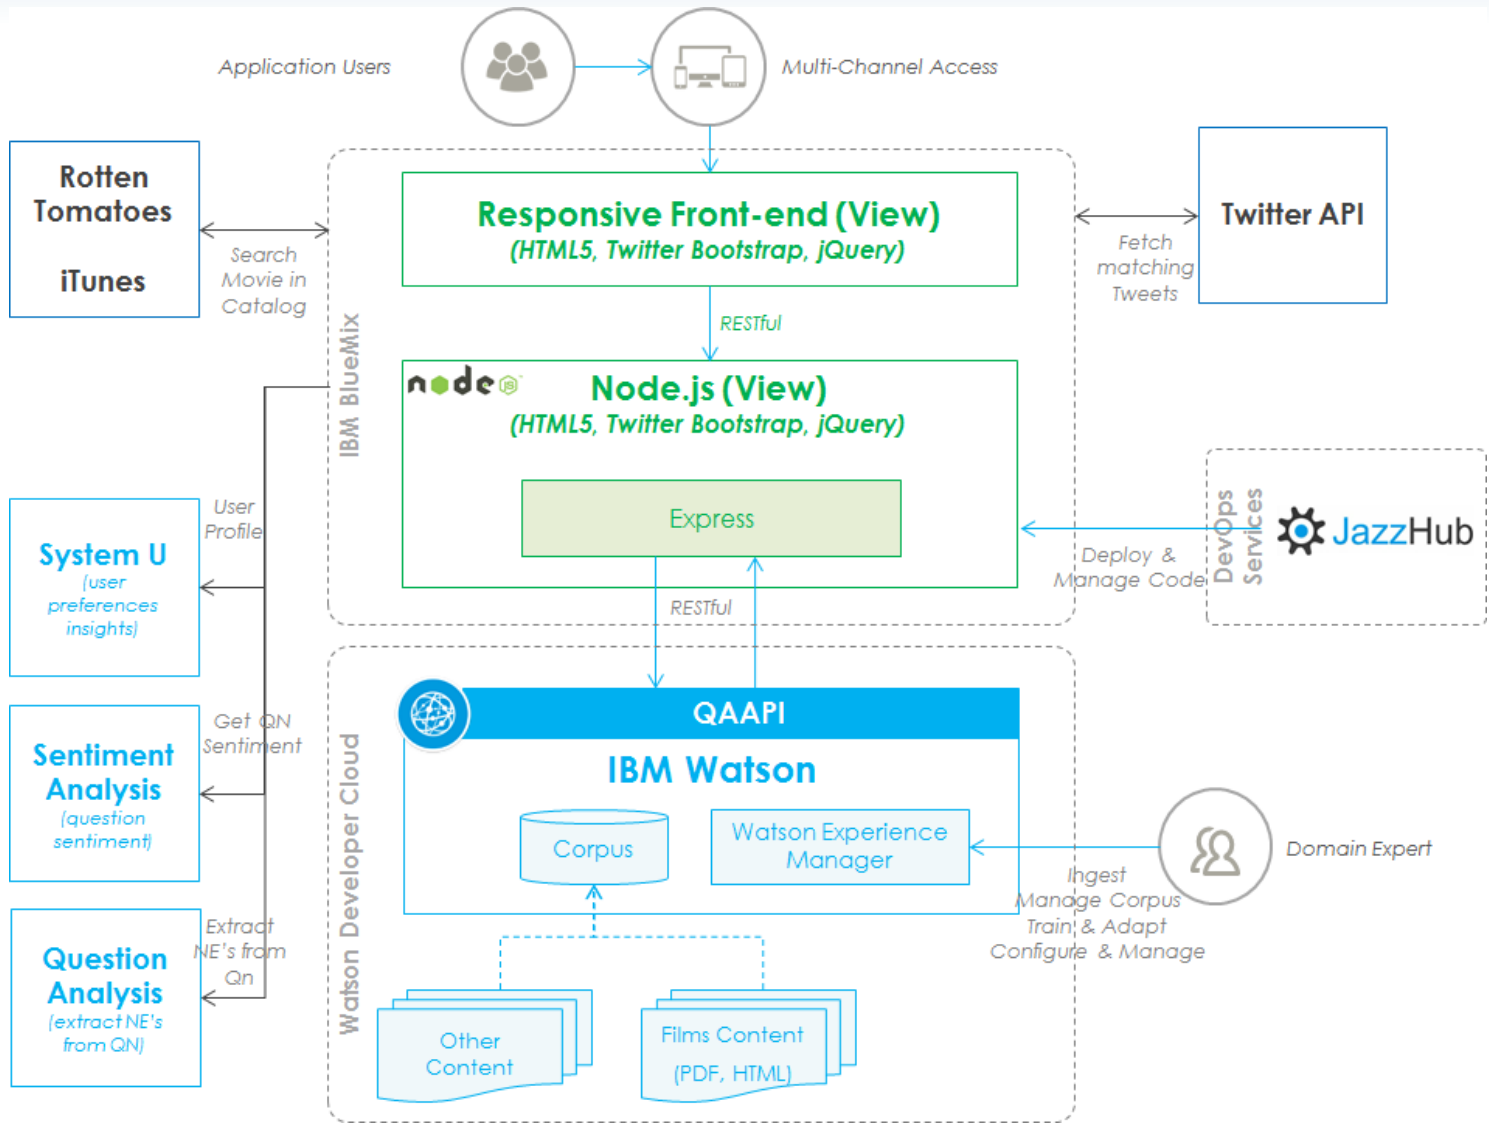 Application Users
Multi-Channel Access
Rotten
Tomatoes
iTunes
Search
Movie in
Catalog
IBM BlueMix
Responsive Front-end (View)
(HTML5, Twitter Bootstrap, jQuery)
RESTful
Twitter API
Fetch
matching
Tweets
node JS
Node.js (View)
(HTML5, Twitter Bootstrap, jQuery)
Express
RESTful
Deploy &
Manage Code
DevOps
Services
JazzHub
User
Profile
System U
(user
preferences
insights)
Get QN
Sentiment
Sentiment
Analysis
(question
sentiment)
Extract
NE's from
Qn
Question
Analysis
(extract NE's
from QN)
Watson Developer Cloud
QAAPI
IBM Watson
Corpus
Watson Experience
Manager
Domain Expert
Ingest
Manage Corpus
Train & Adapt
Configure & Manage
Other
Content
Films Content
(PDF, HTML)